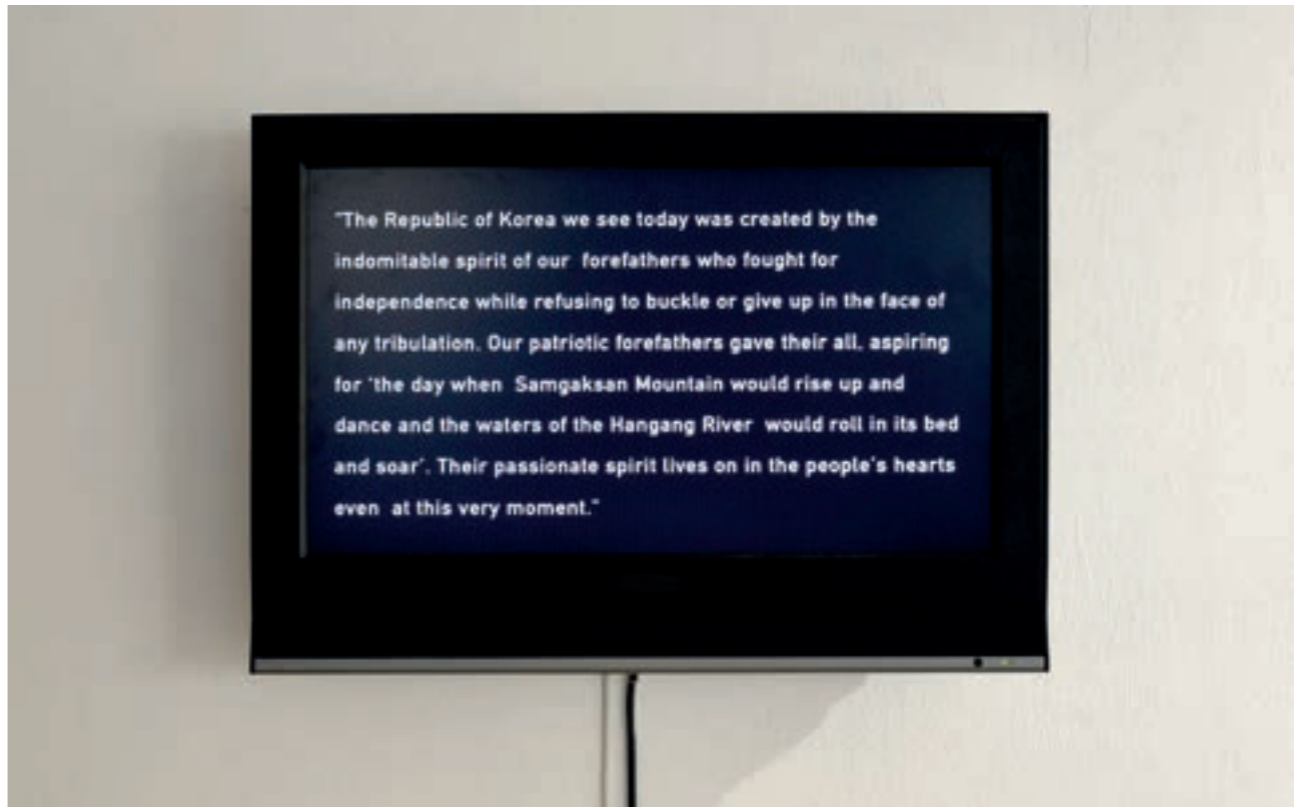 "The Republic of Korea we see today was created by the
indomitable spirit of our forefathers who fought for
independence while refusing to buckle or give up in the face of
any tribulation. Our patriotic forefathers gave their all, aspiring
for 'the day when Samgaksan Mountain would rise up and
dance and the waters of the Hangang River would roll in its bed
and soar'. Their passionate spirit lives on in the people's hearts
even at this very moment."